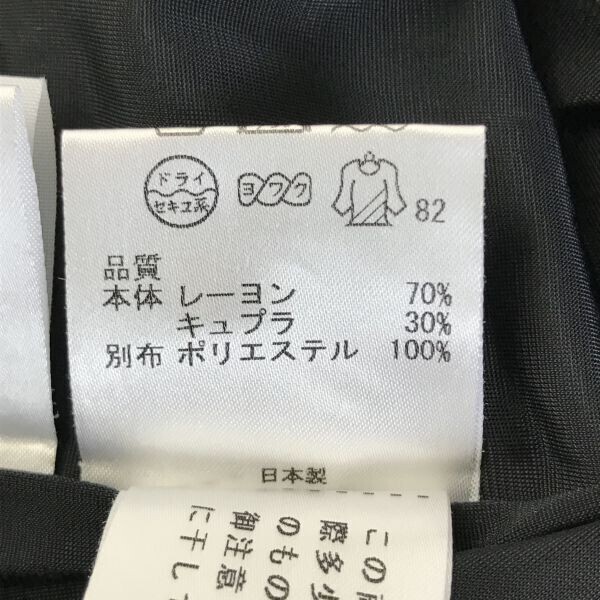 ドライ
セキユ系
ヨワク
82
品質
本体 レーヨン 70%
キュプラ 30%
別布 ポリエステル 100%
日本製
この
際多少
のもの
御注意
に干し